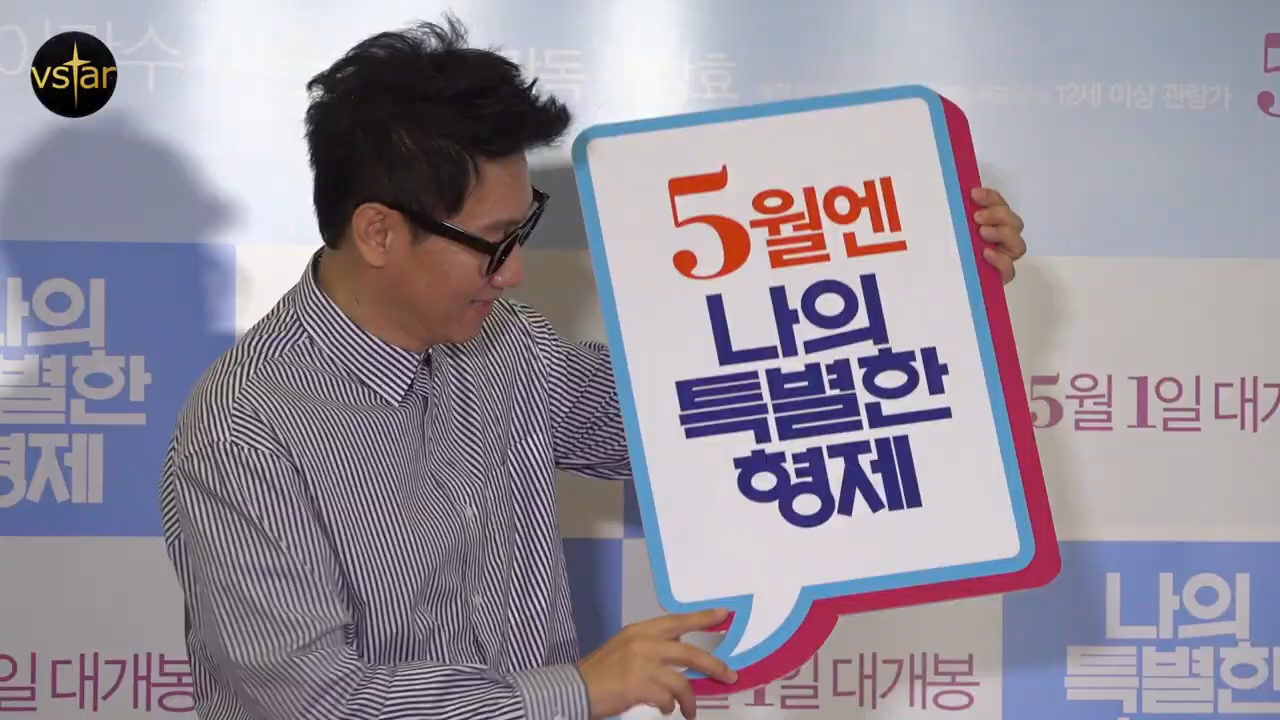 vstar
12세 이상 관람가
5월엔
나의
특별한
형제
나의
별한
형제
5월 1일 대개
일 대개봉
1일 대개봉
나의
특별한